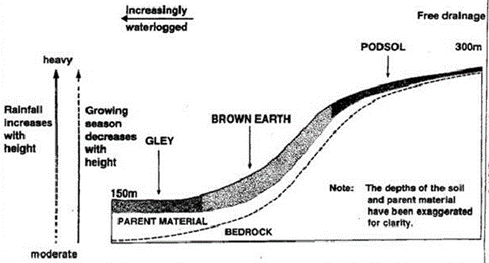 Increasingly
waterlogged
Free drainage
PODSOL
300m
heavy
Rainfall
increases
with
height
Growing
season
decreases
with
height
BROWN EARTH
GLEY
150m
PARENT MATERIAL
BEDROCK
moderate
Note: The depths of the soil
and parent material
have been exaggerated
for clarity.